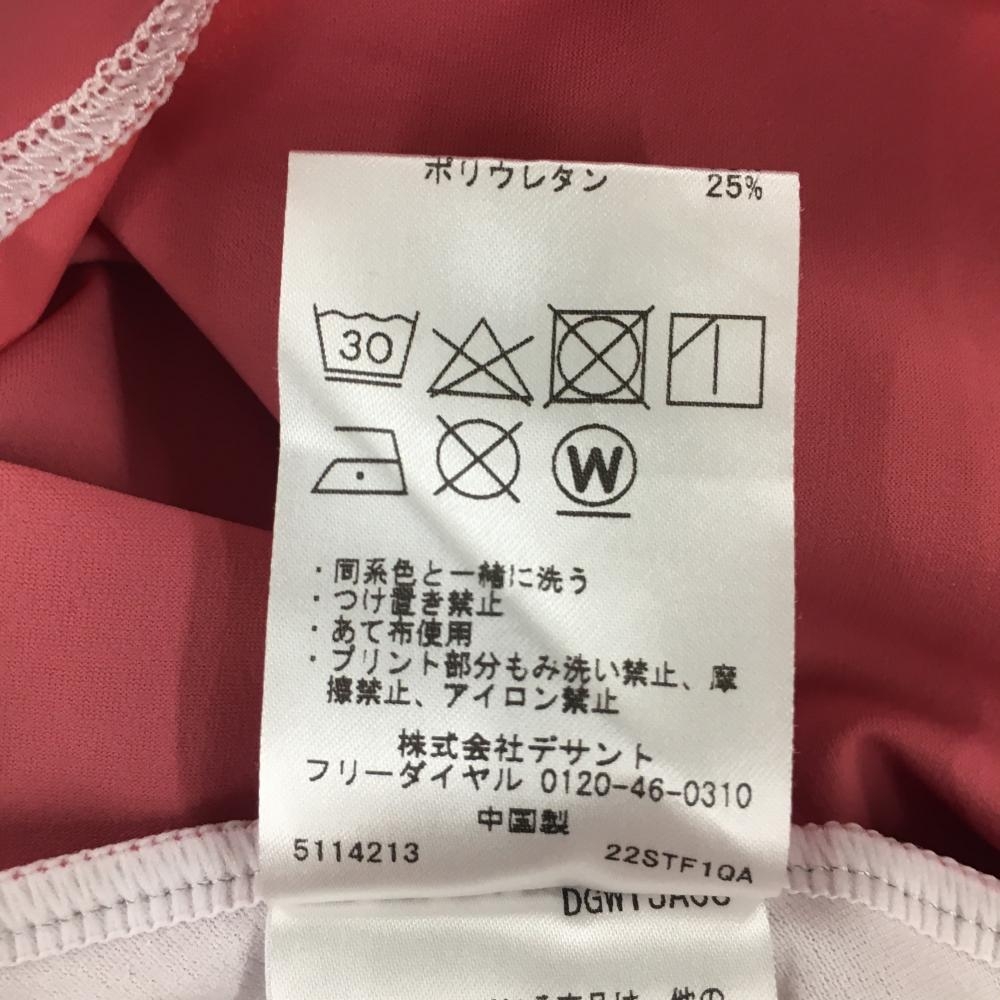 ポリウレタン 25%
30
W
・同系色と一緒に洗う
・つけ置き禁止
・あて布使用
・プリント部分もみ洗い禁止、摩
擦禁止、アイロン禁止
株式会社デサント
フリーダイヤル 0120-46-0310
中国製
5114213 22STF1QA